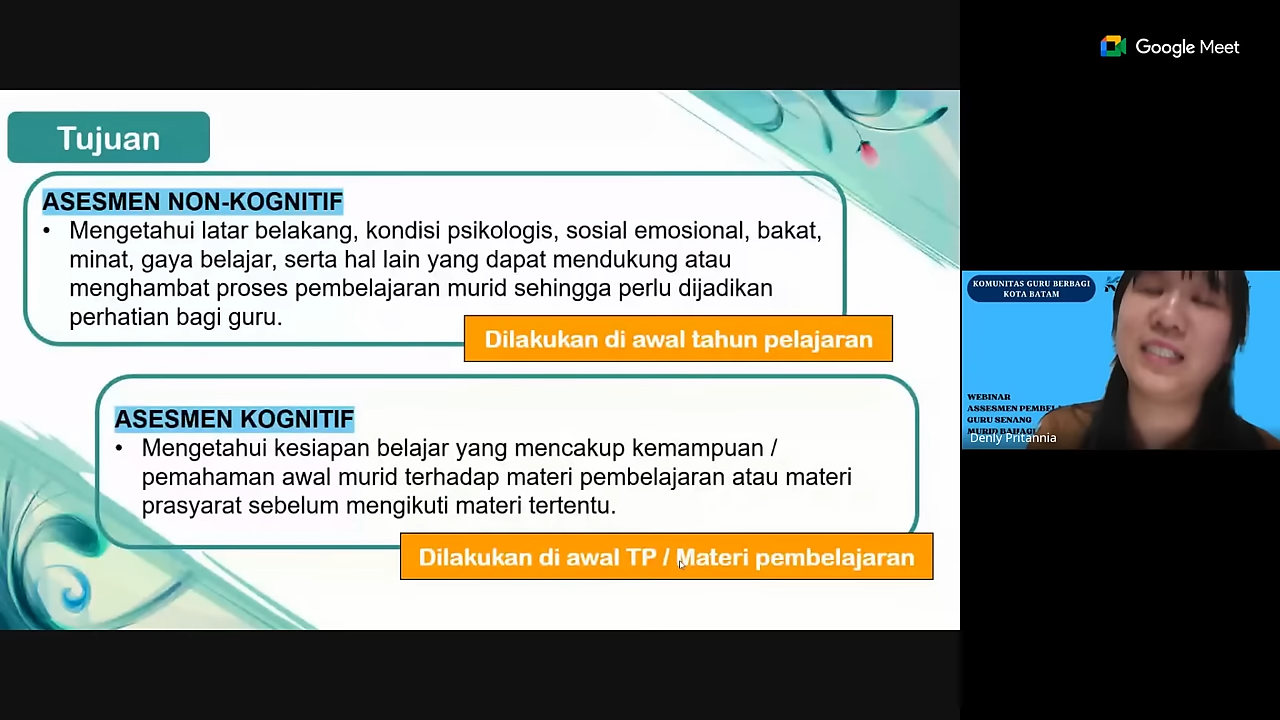 Google Meet
Tujuan
ASESMEN NON-KOGNITIF
• Mengetahui latar belakang, kondisi psikologis, sosial emosional, bakat,
minat, gaya belajar, serta hal lain yang dapat mendukung atau
menghambat proses pembelajaran murid sehingga perlu dijadikan
perhatian bagi guru.
Dilakukan di awal tahun pelajaran
ASESMEN KOGNITIF
• Mengetahui kesiapan belajar yang mencakup kemampuan /
pemahaman awal murid terhadap materi pembelajaran atau materi
prasyarat sebelum mengikuti materi tertentu.
Dilakukan di awal TP / Materi pembelajaran
KOMUNITAS GURU BERBAGI
KOTA BATAM
WEBINAR
ASSESMEN PEMBEL
GURU SENANG
MURID BAHAGI
Denly Pritannia